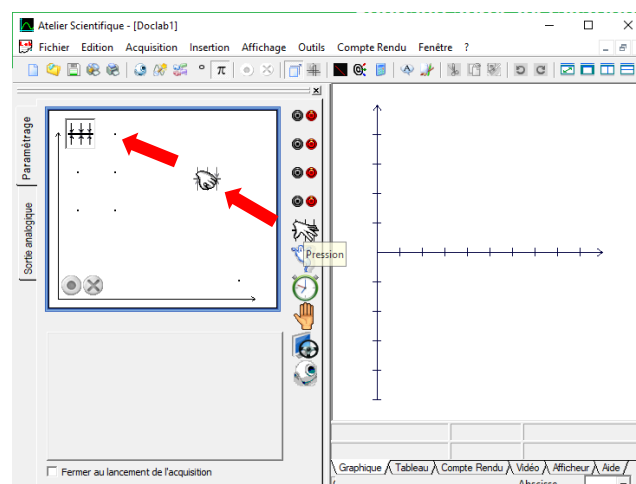 Atelier Scientifique - [Doclab1]
Fichier Edition Acquisition Insertion Affichage Outils Compte Rendu Fenêtre ?
Paramétrage
Sortie analogique
Pression
Fermer au lancement de l'acquisition
Graphique Tableau Compte Rendu Vidéo Afficheur Aide
Abscisse